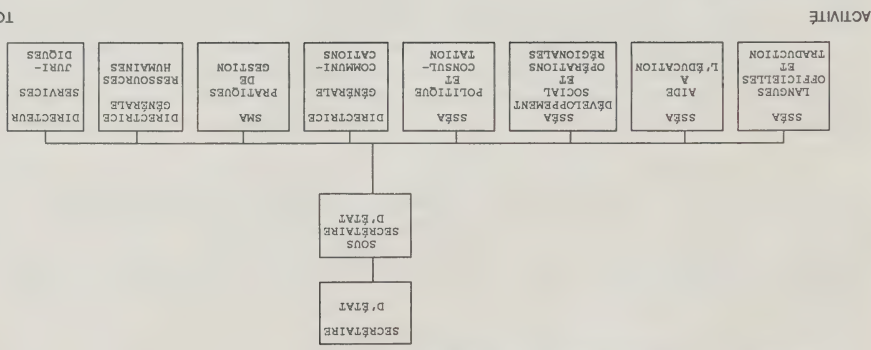 SECRÉTAIRE
D'ÉTAT
SOUS
SECRÉTAIRE
D'ÉTAT
SSÉA
LANGUES
OFFICIELLES
ET
TRADUCTION
SSÉA
AIDE
A
L'ÉDUCATION
SSÉA
DÉVELOPPEMENT
SOCIAL
ET
OPÉRATIONS
RÉGIONALES
SSÉA
POLITIQUE
ET
CONSUL-
TATION
DIRECTRICE
GÉNÉRALE
COMMUNI-
CATIONS
SMA
PRATIQUES
DE
GESTION
DIRECTRICE
GÉNÉRALE
RESSOURCES
HUMAINES
DIRECTEUR
SERVICES
JURI-
DIQUES
ACTIVITÉ